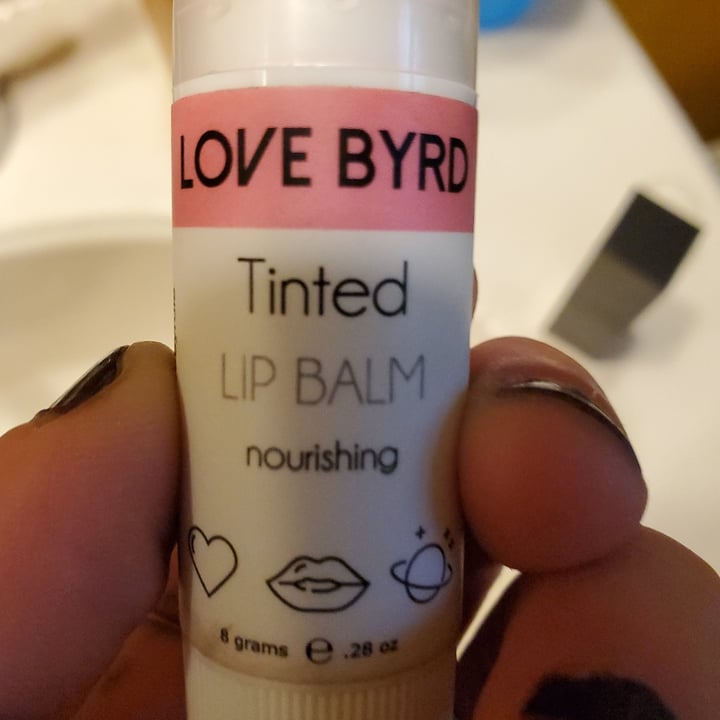 LOVE BYRD
Tinted
LIP BALM
nourishing
8 grams ℮ .28 oz